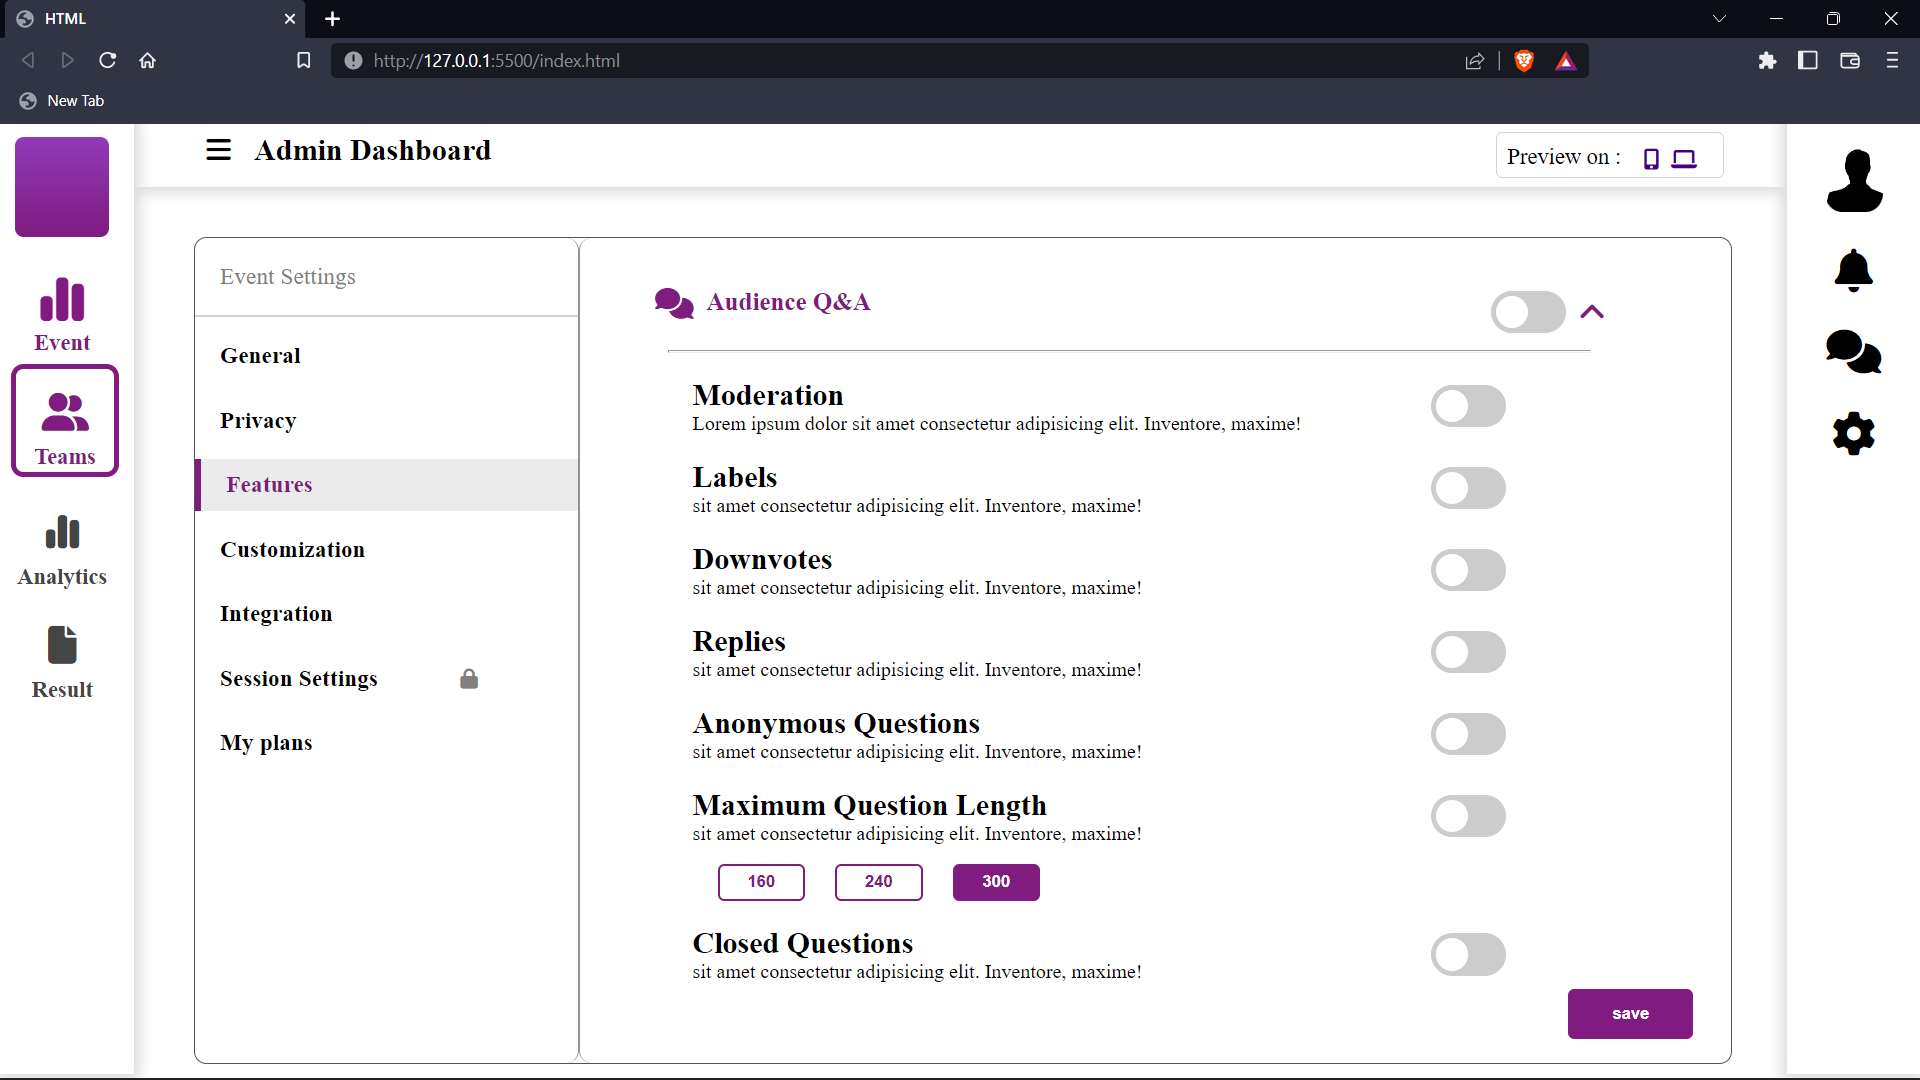 HTML
http://127.0.0.1:5500/index.html
New Tab
Admin Dashboard
Preview on :
Event
Teams
Analytics
Result
Event Settings
General
Privacy
Features
Customization
Integration
Session Settings
My plans
Audience Q&A
Moderation
Lorem ipsum dolor sit amet consectetur adipisicing elit. Inventore, maxime!
Labels
sit amet consectetur adipisicing elit. Inventore, maxime!
Downvotes
sit amet consectetur adipisicing elit. Inventore, maxime!
Replies
sit amet consectetur adipisicing elit. Inventore, maxime!
Anonymous Questions
sit amet consectetur adipisicing elit. Inventore, maxime!
Maximum Question Length
sit amet consectetur adipisicing elit. Inventore, maxime!
160 240 300
Closed Questions
sit amet consectetur adipisicing elit. Inventore, maxime!
save